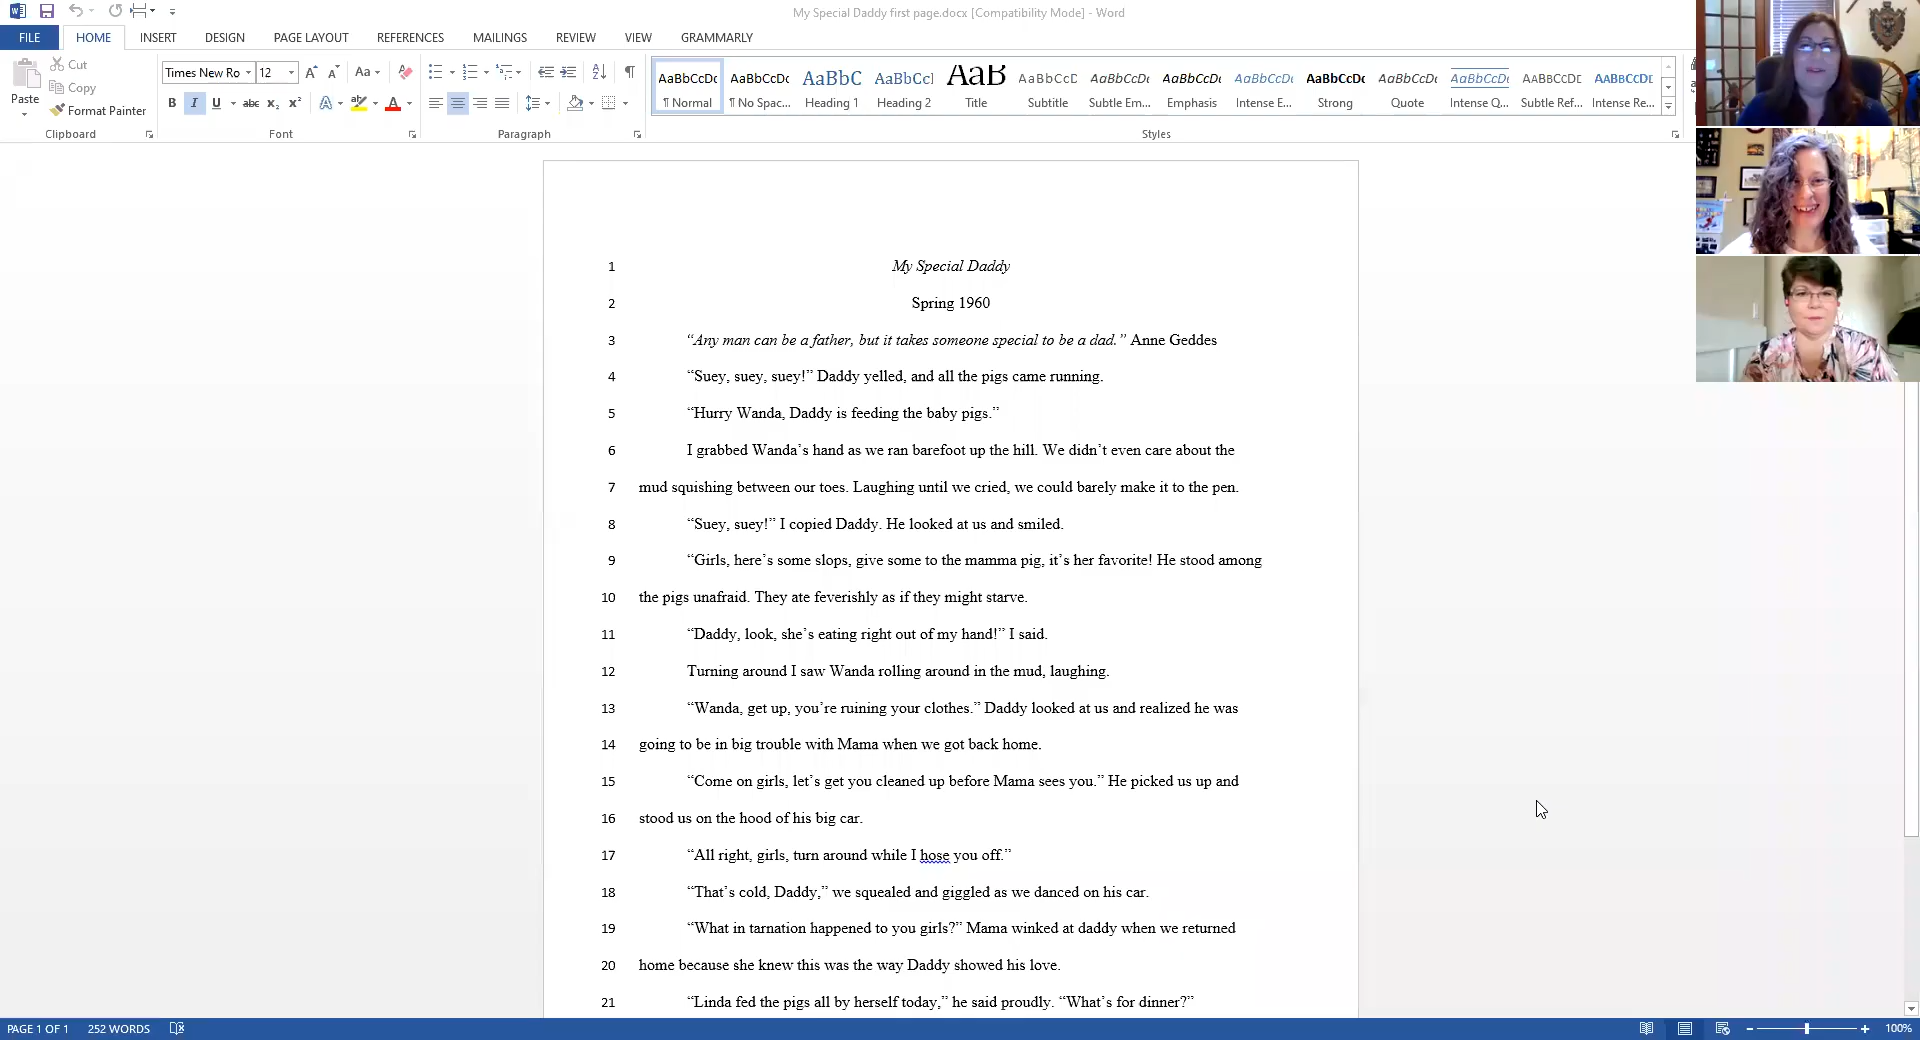 My Special Daddy first page.docx [Compatibility Mode] - Word
FILE HOME INSERT DESIGN PAGE LAYOUT REFERENCES MAILINGS REVIEW VIEW GRAMMARLY
Paste
Cut
Copy
Format Painter
Clipboard
Times New Ro 12
Font
Paragraph
AaBbCcDc AaBbCcDc AaBbC AaBbCcI AaB AaBbCcD AaBbCcDt AaBbCcDt AaBbCcDt AaBbCcDc AaBbCcDt AaBbCcDt AABBCCDE AABBCCDE
¶ Normal ¶ No Spac... Heading 1 Heading 2 Title Subtitle Subtle Em... Emphasis Intense E... Strong Quote Intense Q... Subtle Ref... Intense Re...
Styles
1 My Special Daddy
2 Spring 1960
3 “Any man can be a father, but it takes someone special to be a dad.” Anne Geddes
4 “Suey, suey, suey!” Daddy yelled, and all the pigs came running.
5 “Hurry Wanda, Daddy is feeding the baby pigs.”
6 I grabbed Wanda’s hand as we ran barefoot up the hill. We didn’t even care about the
7 mud squishing between our toes. Laughing until we cried, we could barely make it to the pen.
8 “Suey, suey!” I copied Daddy. He looked at us and smiled.
9 “Girls, here’s some slops, give some to the mamma pig, it’s her favorite! He stood among
10 the pigs unafraid. They ate feverishly as if they might starve.
11 “Daddy, look, she’s eating right out of my hand!” I said.
12 Turning around I saw Wanda rolling around in the mud, laughing.
13 “Wanda, get up, you’re ruining your clothes.” Daddy looked at us and realized he was
14 going to be in big trouble with Mama when we got back home.
15 “Come on girls, let’s get you cleaned up before Mama sees you.” He picked us up and
16 stood us on the hood of his big car.
17 “All right, girls, turn around while I hose you off.”
18 “That’s cold, Daddy,” we squealed and giggled as we danced on his car.
19 “What in tarnation happened to you girls?” Mama winked at daddy when we returned
20 home because she knew this was the way Daddy showed his love.
21 “Linda fed the pigs all by herself today,” he said proudly. “What’s for dinner?”
PAGE 1 OF 1 252 WORDS 100%